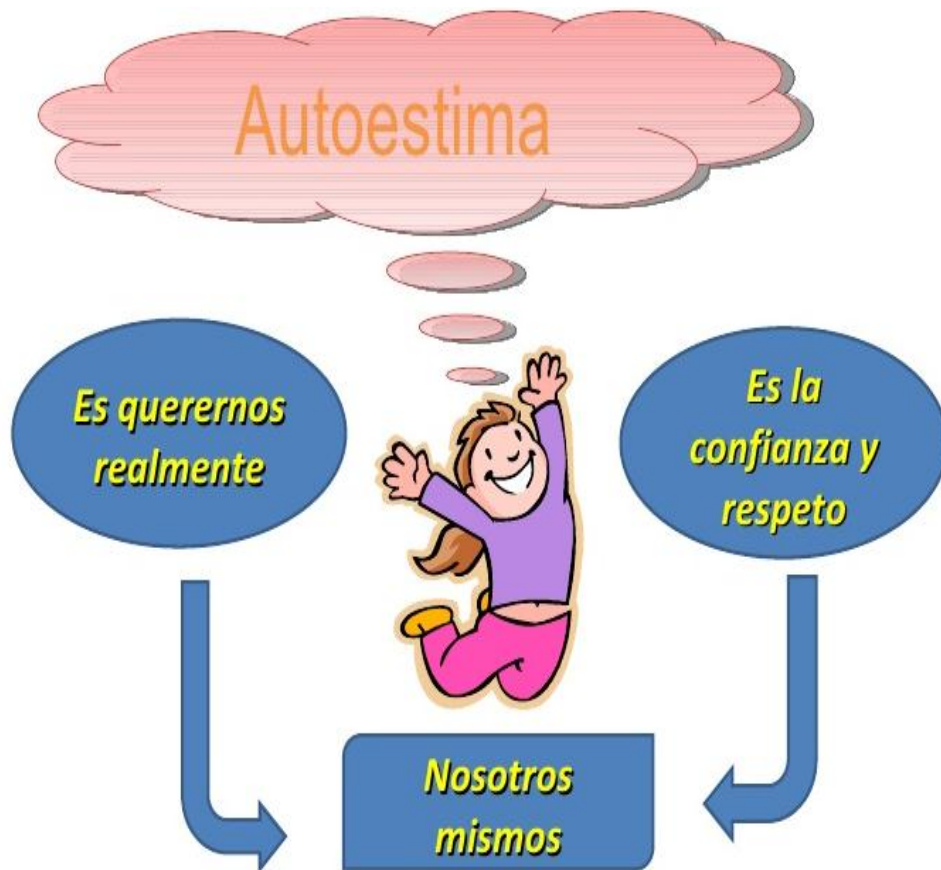 Autoestima
Es querernos
realmente
Es la
confianza y
respeto
Nosotros
mismos